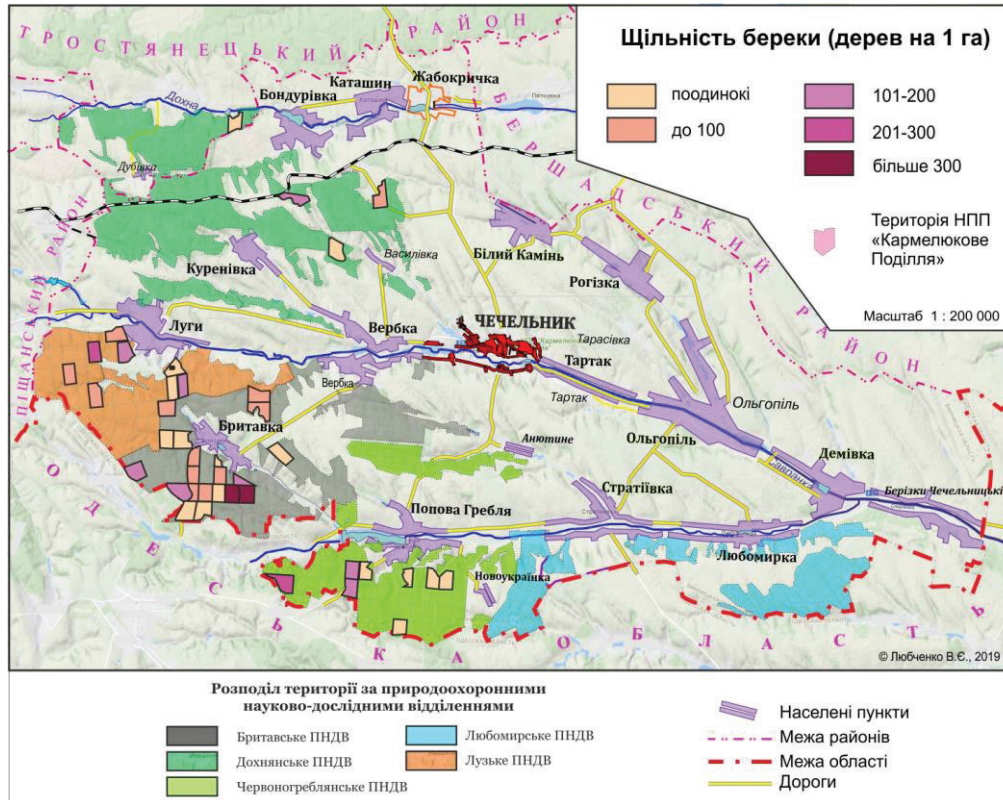 ТРОСТЯНЕЦЬКИЙ РАЙОН
БЕРШАДСЬКИЙ РАЙОН
ПІЩАНСЬКИЙ РАЙОН
ОДЕСЬКА ОБЛАСТЬ
Щільність береки (дерев на 1 га)
поодинокі
до 100
101-200
201-300
більше 300
Територія НПП
«Кармелюкове
Поділля»
Масштаб 1 : 200 000
Жабокричка
Каташин
Бондурівка
Дохна
Дубівка
Білий Камінь
Василівка
Куренівка
Рогізка
ЧЕЧЕЛЬНИК
Вербка
Луги
Тарасівка
Тартак
Тартак
Вербка
Ольгопіль
Бритавка
Ольгопіль
Анютине
Демівка
Савранка
Берізки-Чечельницькі
Стратіївка
Попова Гребля
Любомирка
Новоукраїнка
© Любченко В.Є., 2019
Розподіл території за природоохоронними
науково-дослідними відділеннями
Бритавське ПНДВ
Дохнянське ПНДВ
Червоногреблянське ПНДВ
Любомирське ПНДВ
Лузьке ПНДВ
Населені пункти
Межа районів
Межа області
Дороги